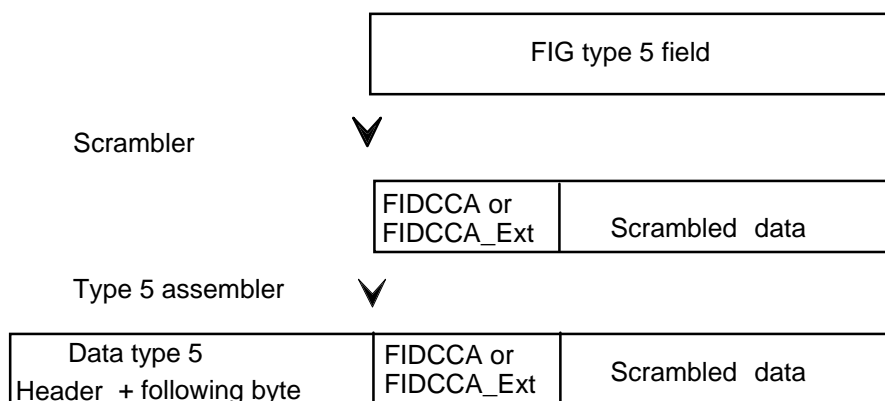 FIG type 5 field
Scrambler
FIDCCA or
FIDCCA_Ext
Scrambled data
Type 5 assembler
Data type 5
Header + following byte
FIDCCA or
FIDCCA_Ext
Scrambled data